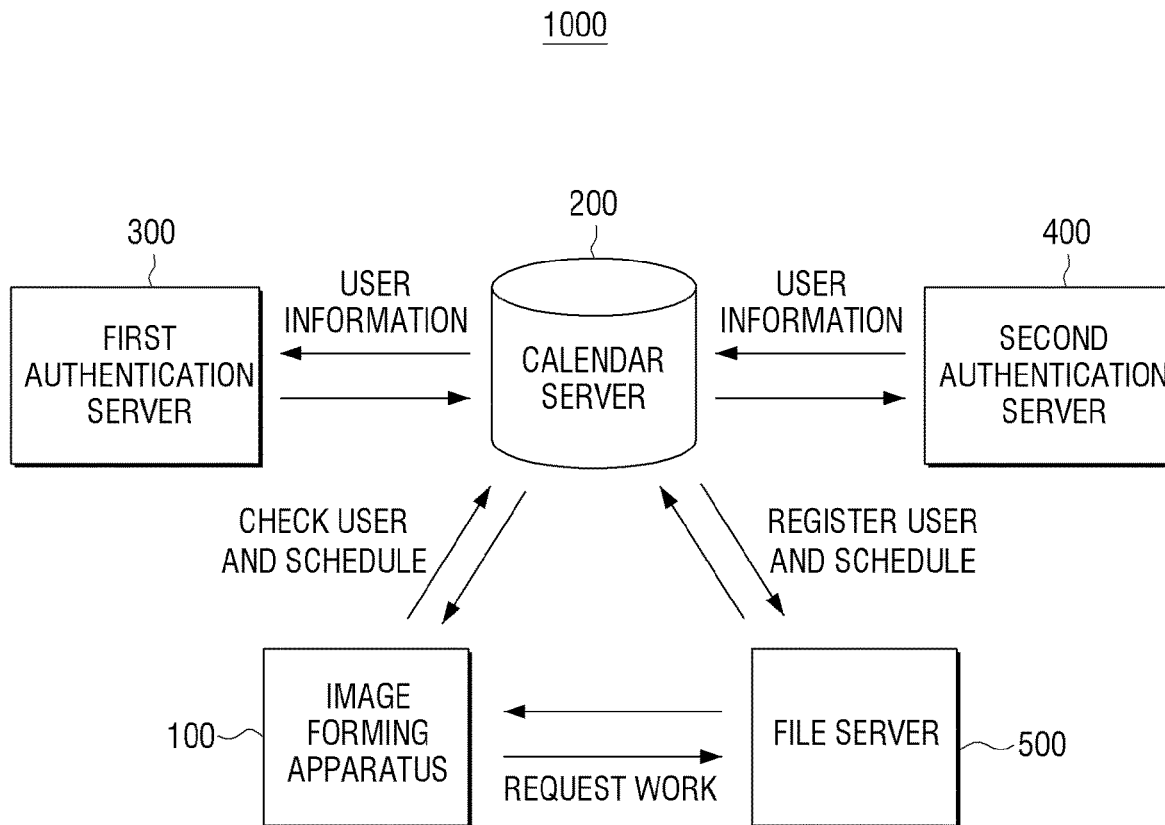 1000
200
300
400
USER
INFORMATION
USER
INFORMATION
FIRST
AUTHENTICATION
SERVER
CALENDAR
SERVER
SECOND
AUTHENTICATION
SERVER
CHECK USER
AND SCHEDULE
REGISTER USER
AND SCHEDULE
100
IMAGE
FORMING
APPARATUS
REQUEST WORK
FILE SERVER
500